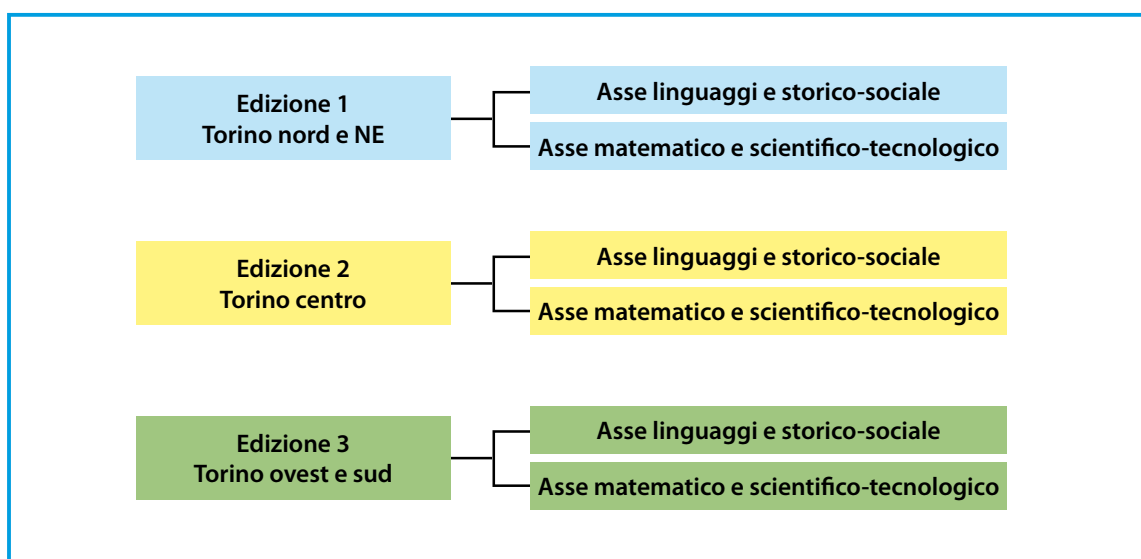 Edizione 1
Torino nord e NE
Asse linguaggi e storico-sociale
Asse matematico e scientifico-tecnologico
Edizione 2
Torino centro
Asse linguaggi e storico-sociale
Asse matematico e scientifico-tecnologico
Edizione 3
Torino ovest e sud
Asse linguaggi e storico-sociale
Asse matematico e scientifico-tecnologico